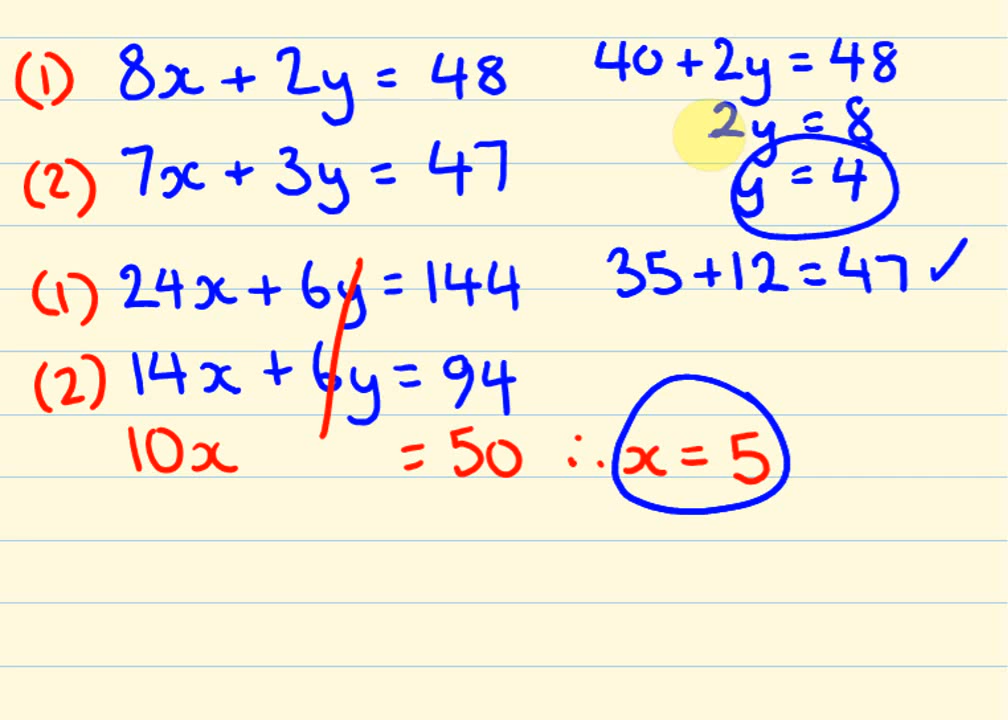 (1) 8x + 2y = 48
(2) 7x + 3y = 47
(1) 24x + 6y = 144
(2) 14x + 6y = 94
10x = 50 ∴ x = 5
40 + 2y = 48
2y = 8
y = 4
35 + 12 = 47 ✓